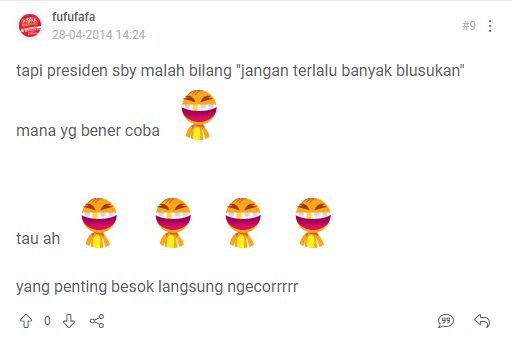 fufufafa
28-04-2014 14:24
#9
tapi presiden sby malah bilang "jangan terlalu banyak blusukan"
mana yg bener coba
tau ah
yang penting besok langsung ngecorrrrr
0